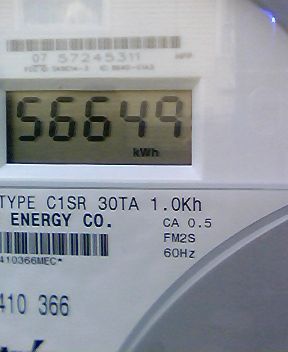 07 57245311
56649
kWh
TYPE C1SR 30TA 1.0Kh
ENERGY CO.
CA 0.5
FM2S
60Hz
410366MEC*
410 366